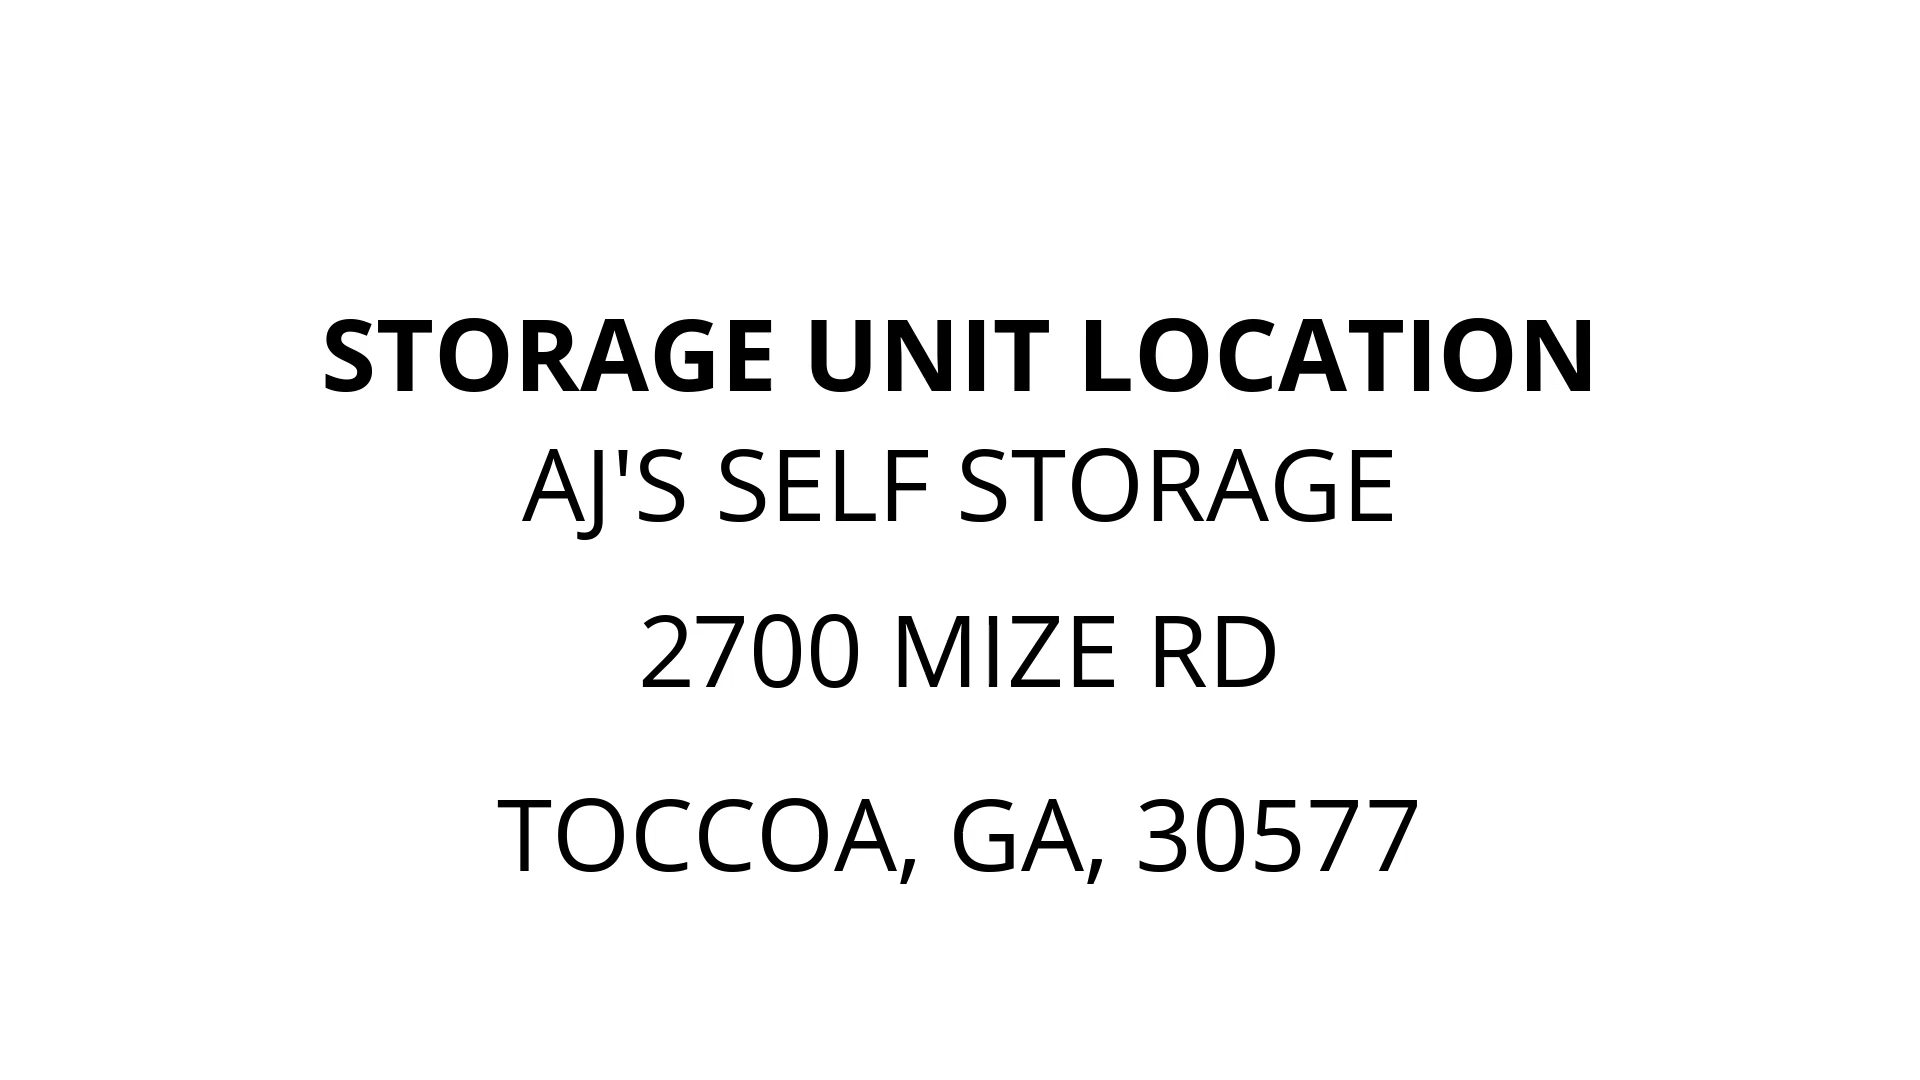 STORAGE UNIT LOCATION
AJ'S SELF STORAGE
2700 MIZE RD
TOCCOA, GA, 30577